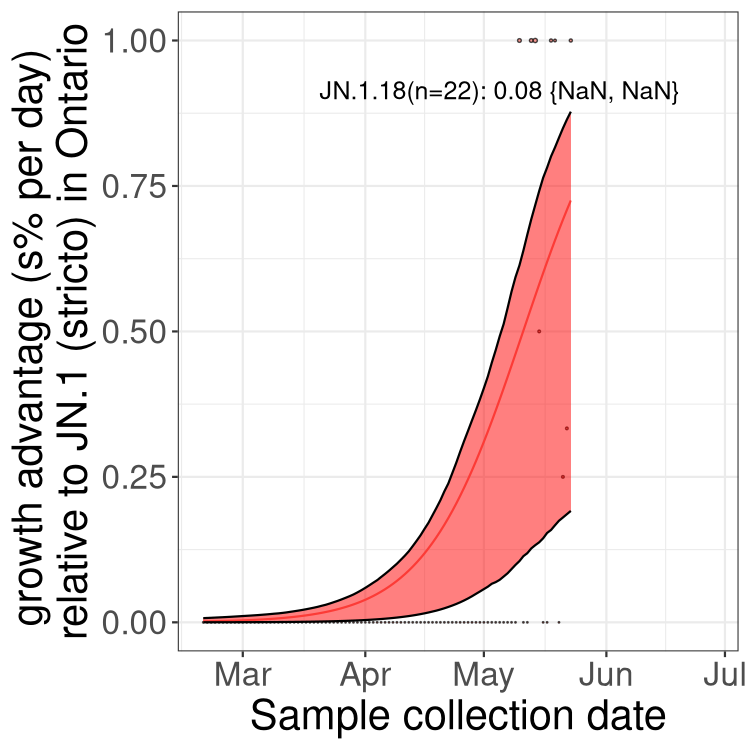 growth advantage (s% per day)
relative to JN.1 (stricto) in Ontario
1.00
0.75
0.50
0.25
0.00
JN.1.18(n=22): 0.08 {NaN, NaN}
Mar Apr May Jun Jul
Sample collection date